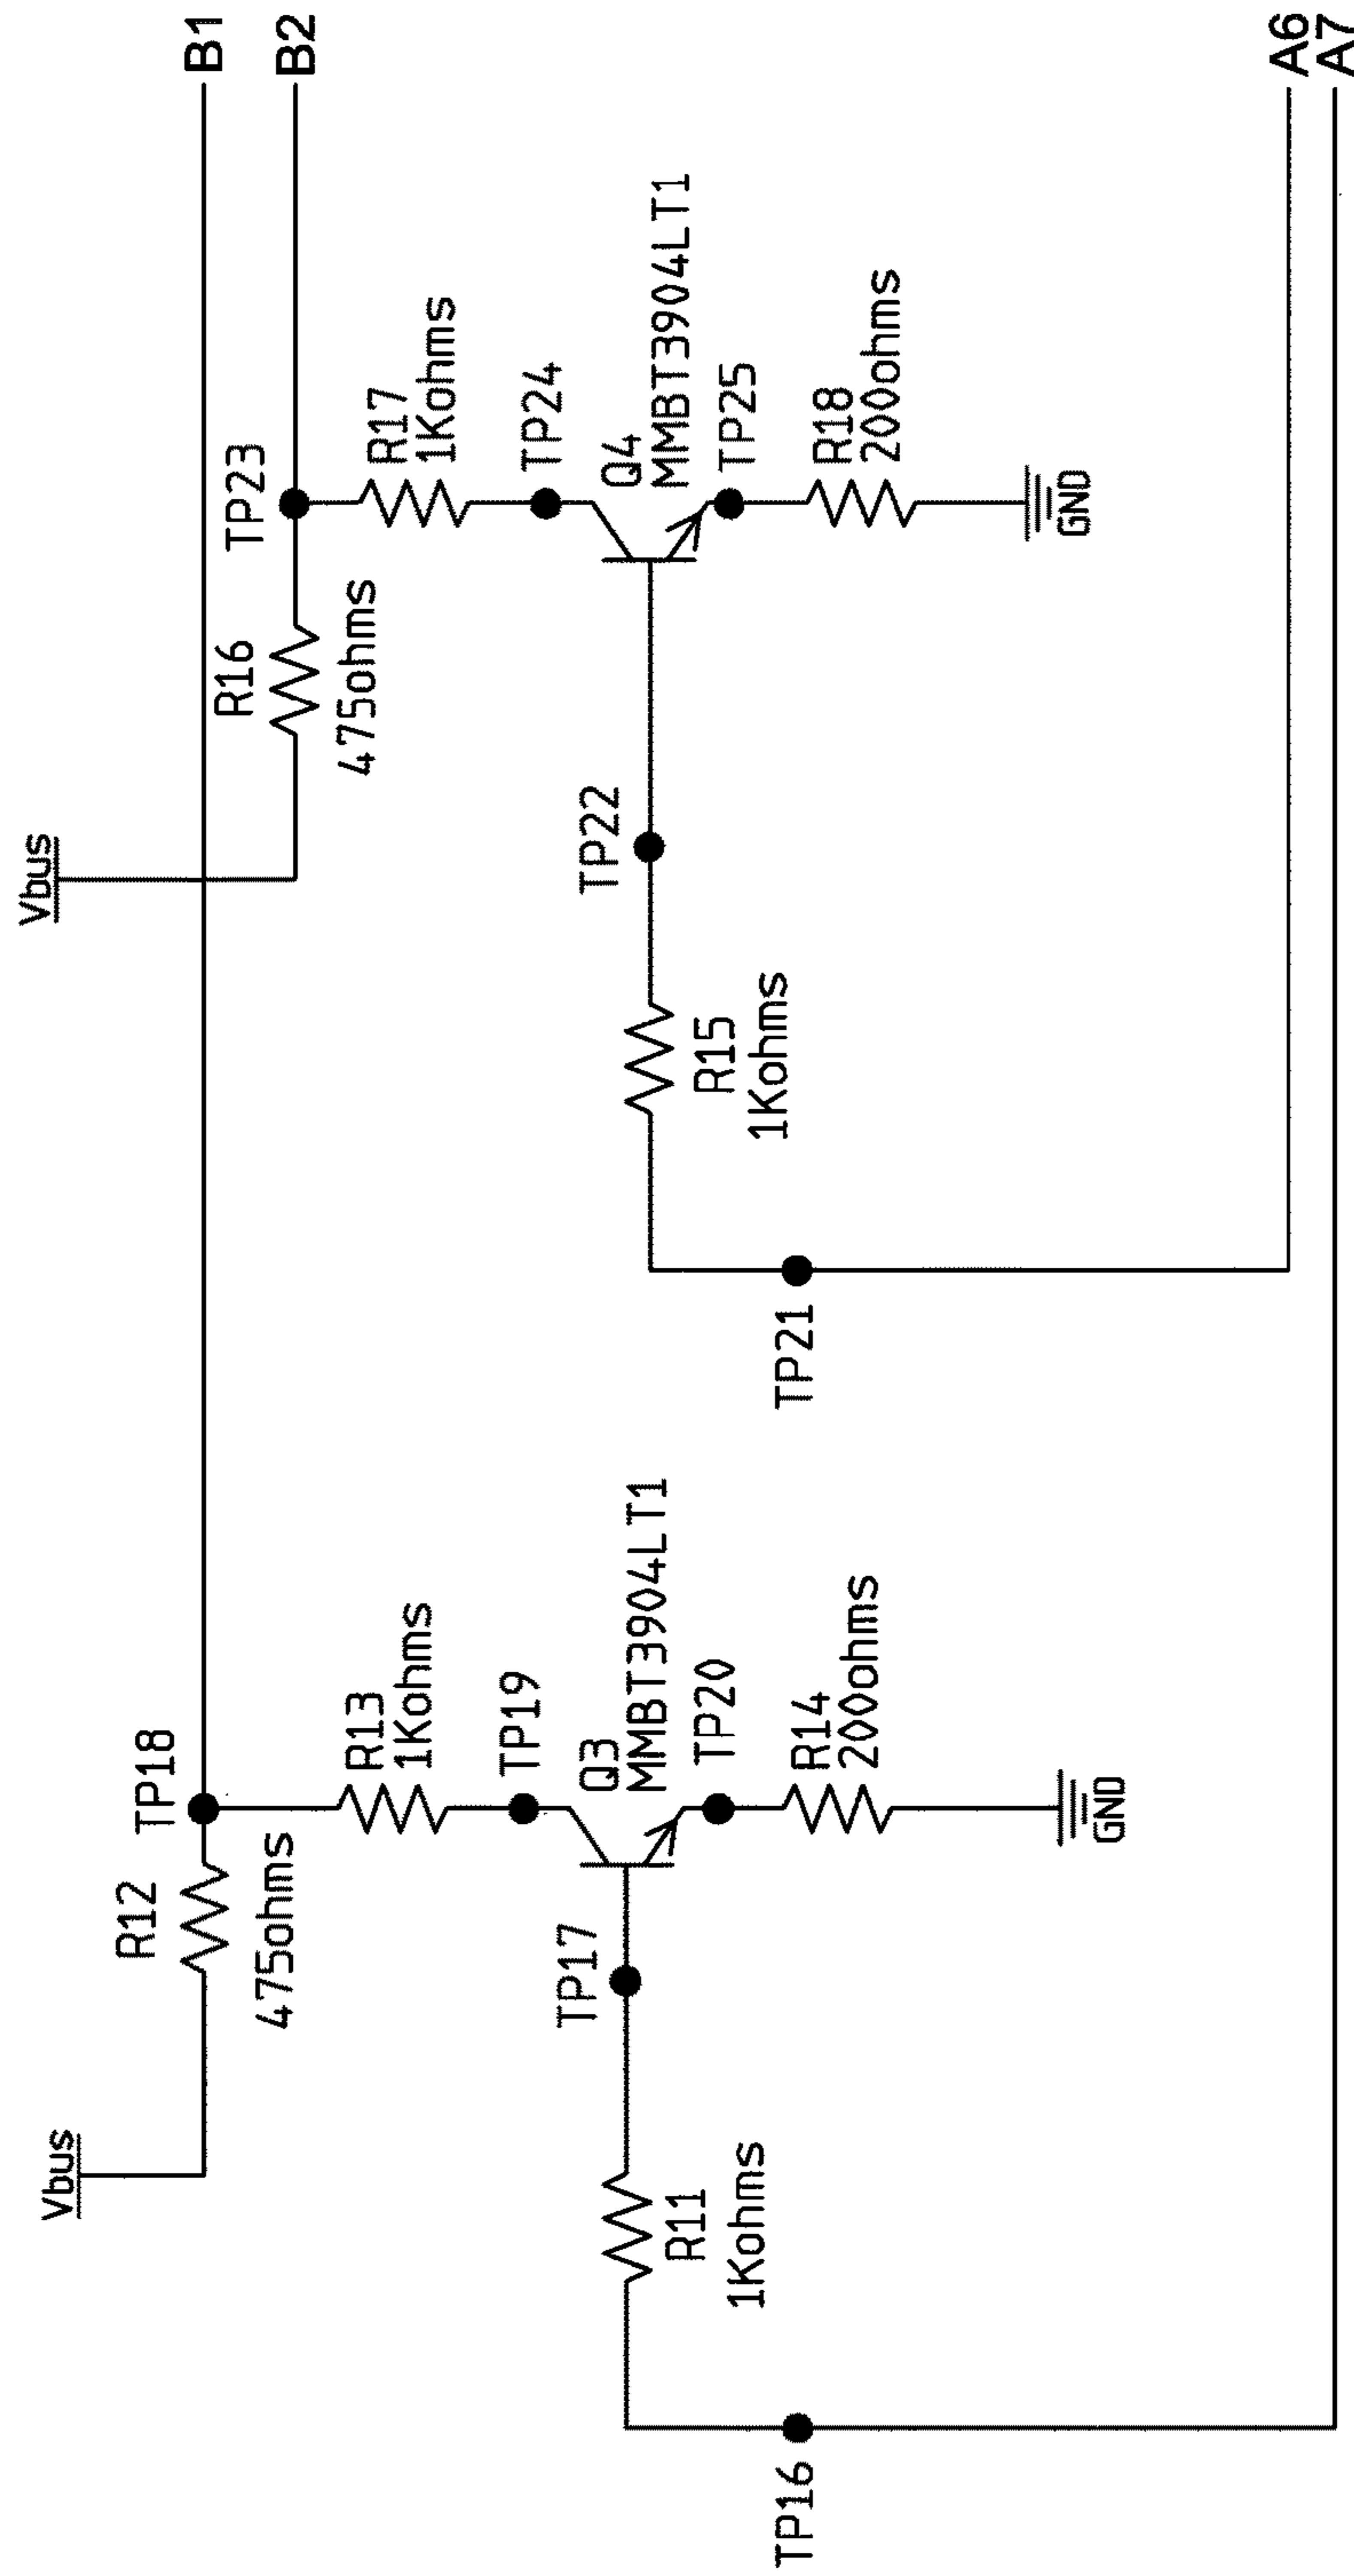 B1
B2
Vbus
TP23
R16
475ohms
R17
1Kohms
TP24
Q4
MMBT3904LT1
TP25
R18
200ohms
GND
TP22
R15
1Kohms
TP21
Vbus
TP18
R12
475ohms
R13
1Kohms
TP19
Q3
MMBT3904LT1
TP20
R14
200ohms
GND
TP17
R11
1Kohms
TP16
A6
A7